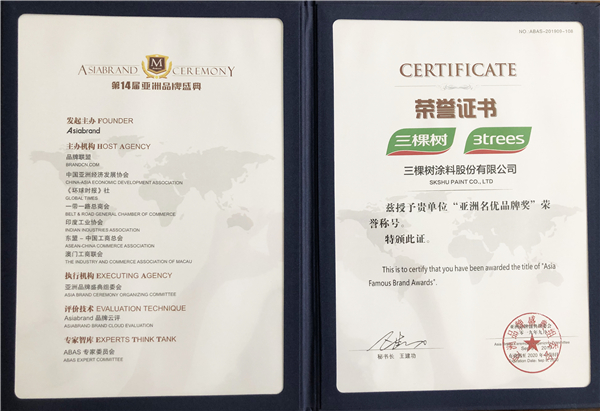 M
ASIABRAND CEREMONY
第14届亚洲品牌盛典
发起主办 FOUNDER
Asiabrand
主办机构 HOST AGENCY
品牌联盟
BRANDCN.COM
中国亚洲经济发展协会
CHINA-ASIA ECONOMIC DEVELOPMENT ASSOCIATION
《环球时报》社
GLOBAL TIMES
一带一路总商会
BELT & ROAD GENERAL CHAMBER OF COMMERCE
印度工业协会
INDIAN INDUSTRIES ASSOCIATION
东盟－中国工商总会
ASEAN-CHINA COMMERCE ASSOCIATION
澳门工商联会
THE INDUSTRY AND COMMERCE ASSOCIATION OF MACAU
执行机构 EXECUTING AGENCY
亚洲品牌盛典组委会
ASIA BRAND CEREMONY ORGANIZING COMMITTEE
评价技术 EVALUATION TECHNIQUE
Asiabrand 品牌云评
ASIABRAND BRAND CLOUD EVALUATION
专家智库 EXPERTS THINK TANK
ABAS 专家委员会
ABAS EXPERT COMMITTEE
CERTIFICATE
荣誉证书
三棵树 3trees
三棵树涂料股份有限公司
SKSHU PAINT CO., LTD
兹授予贵单位“亚洲名优品牌奖”荣
誉称号。
特颁此证。
This is to certify that you have been awarded the title of "Asia
Famous Brand Awards".
秘书长 王建功